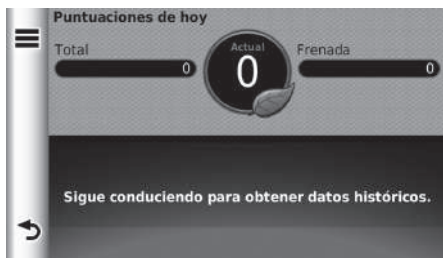 Puntuaciones de hoy
Total
Actual
Frenada
0
0
0
Sigue conduciendo para obtener datos históricos.